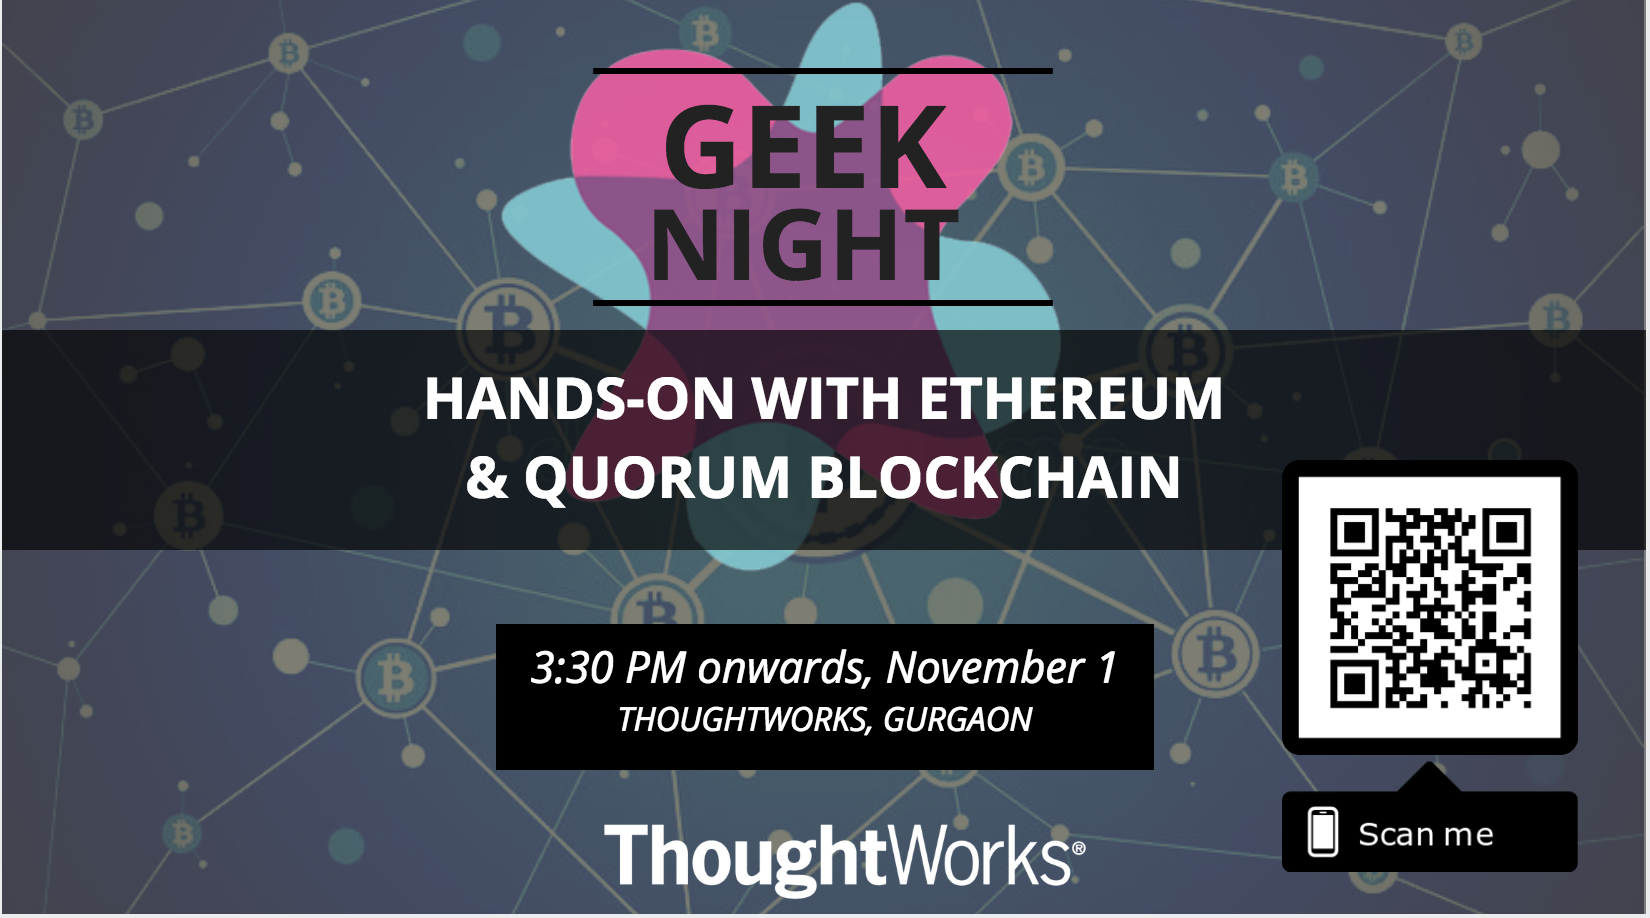 GEEK
NIGHT
HANDS-ON WITH ETHEREUM
& QUORUM BLOCKCHAIN
3:30 PM onwards, November 1
THOUGHTWORKS, GURGAON
ThoughtWorks®
Scan me